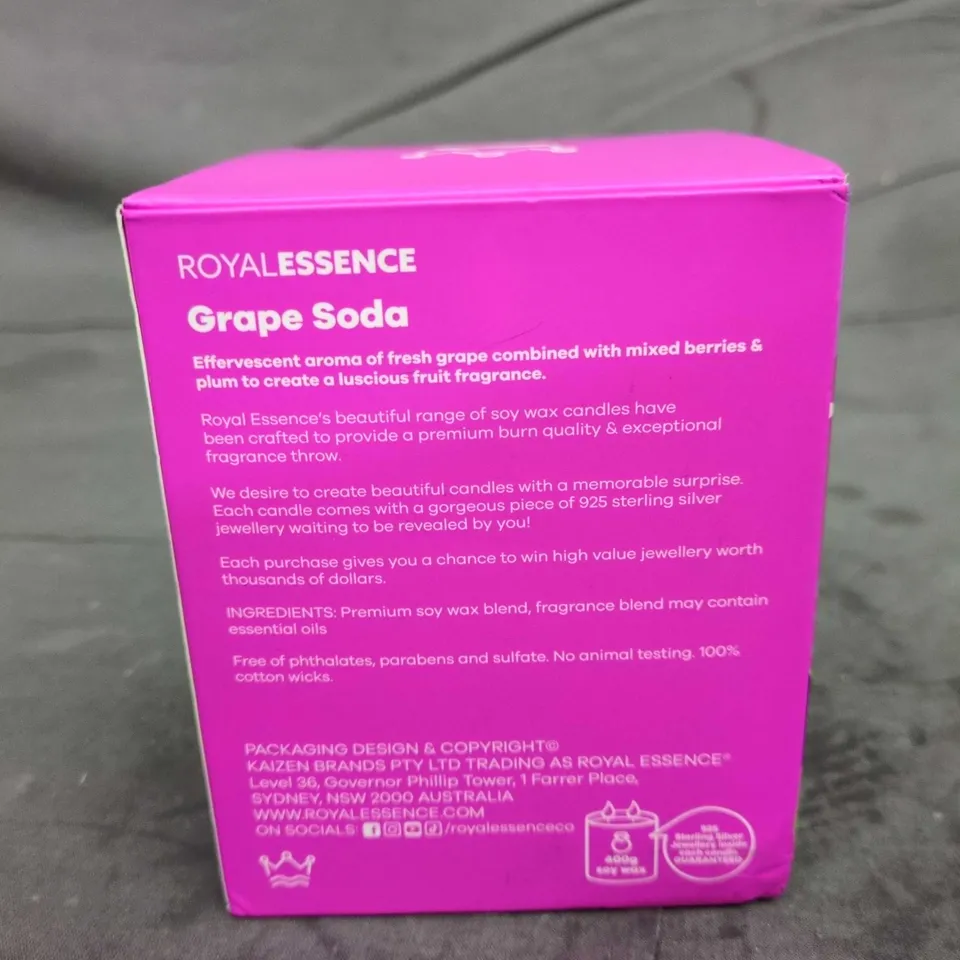 ROYALESSENCE
Grape Soda
Effervescent aroma of fresh grape combined with mixed berries &
plum to create a luscious fruit fragrance.
Royal Essence's beautiful range of soy wax candles have
been crafted to provide a premium burn quality & exceptional
fragrance throw.
We desire to create beautiful candles with a memorable surprise.
Each candle comes with a gorgeous piece of 925 sterling silver
jewellery waiting to be revealed by you!
Each purchase gives you a chance to win high value jewellery worth
thousands of dollars.
INGREDIENTS: Premium soy wax blend, fragrance blend may contain
essential oils
Free of phthalates, parabens and sulfate. No animal testing. 100%
cotton wicks.
PACKAGING DESIGN & COPYRIGHT©
KAIZEN BRANDS PTY LTD TRADING AS ROYAL ESSENCE®
Level 36, Governor Phillip Tower, 1 Farrer Place,
SYDNEY, NSW 2000 AUSTRALIA
WWW.ROYALESSENCE.COM
ON SOCIALS: /royalessenceco
400g
soy wax
925
Sterling Silver
Jewellery inside
each candle
GUARANTEED